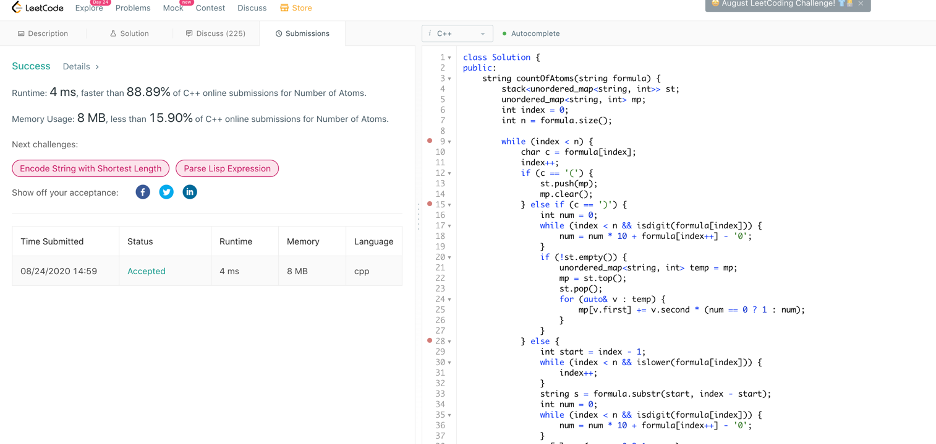 LeetCode Explore Day 24 Problems Mock new Contest Discuss Store
August LeetCoding Challenge!
Description Solution Discuss (225) Submissions
i C++ Autocomplete
Success Details >
Runtime: 4 ms, faster than 88.89% of C++ online submissions for Number of Atoms.
Memory Usage: 8 MB, less than 15.90% of C++ online submissions for Number of Atoms.
Next challenges:
Encode String with Shortest Length Parse Lisp Expression
Show off your acceptance:
Time Submitted Status Runtime Memory Language
08/24/2020 14:59 Accepted 4 ms 8 MB cpp
1 class Solution {
2 public:
3 string countOfAtoms(string formula) {
4 stack<unordered_map<string, int>> st;
5 unordered_map<string, int> mp;
6 int index = 0;
7 int n = formula.size();
8
9 while (index < n) {
10 char c = formula[index];
11 index++;
12 if (c == '(') {
13 st.push(mp);
14 mp.clear();
15 } else if (c == ')') {
16 int num = 0;
17 while (index < n && isdigit(formula[index])) {
18 num = num * 10 + formula[index++] - '0';
19 }
20 if (!st.empty()) {
21 unordered_map<string, int> temp = mp;
22 mp = st.top();
23 st.pop();
24 for (auto& v : temp) {
25 mp[v.first] += v.second * (num == 0 ? 1 : num);
26 }
27 }
28 } else {
29 int start = index - 1;
30 while (index < n && islower(formula[index])) {
31 index++;
32 }
33 string s = formula.substr(start, index - start);
34 int num = 0;
35 while (index < n && isdigit(formula[index])) {
36 num = num * 10 + formula[index++] - '0';
37 }